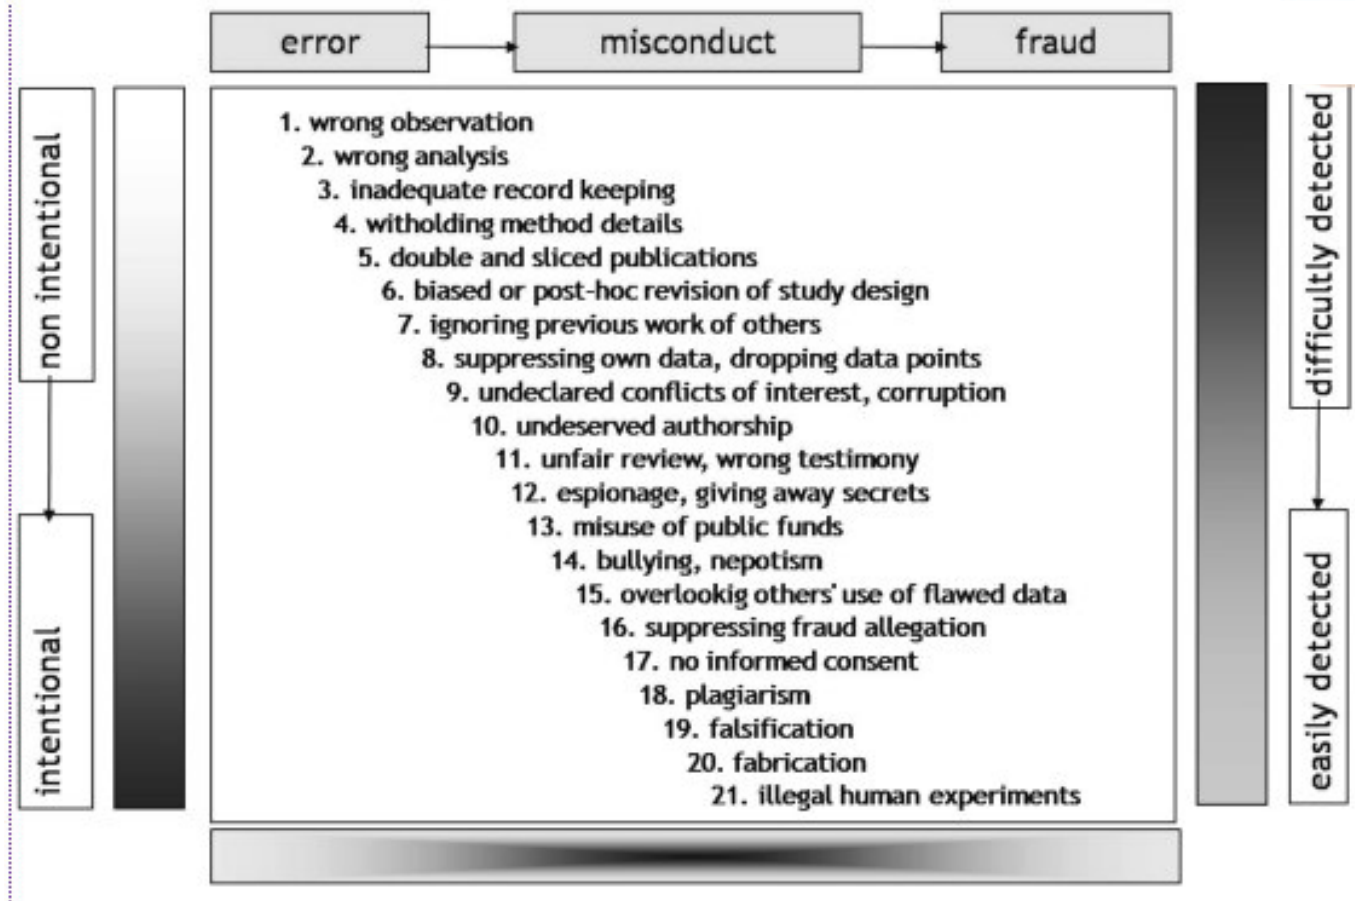 error
misconduct
fraud
non intentional
intentional
1. wrong observation
2. wrong analysis
3. inadequate record keeping
4. witholding method details
5. double and sliced publications
6. biased or post-hoc revision of study design
7. ignoring previous work of others
8. suppressing own data, dropping data points
9. undeclared conflicts of interest, corruption
10. undeserved authorship
11. unfair review, wrong testimony
12. espionage, giving away secrets
13. misuse of public funds
14. bullying, nepotism
15. overlookig others' use of flawed data
16. suppressing fraud allegation
17. no informed consent
18. plagiarism
19. falsification
20. fabrication
21. illegal human experiments
difficultly detected
easily detected